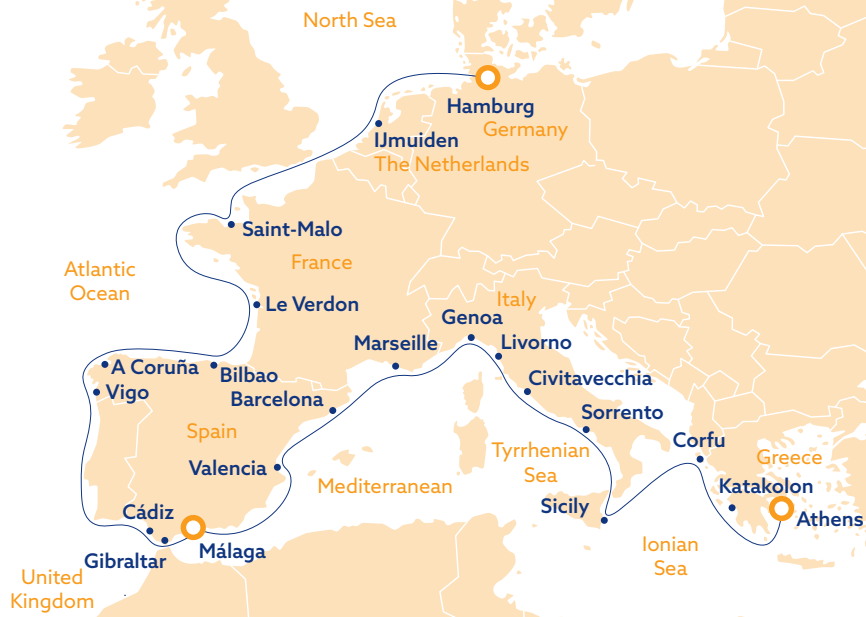 North Sea
Hamburg
Germany
IJmuiden
The Netherlands
Saint-Malo
France
Atlantic
Ocean
Le Verdon
Italy
Genoa
Marseille
Livorno
A Coruña
Bilbao
Vigo
Barcelona
Civitavecchia
Sorrento
Spain
Corfu
Tyrrhenian
Sea
Greece
Valencia
Mediterranean
Katakolon
Sicily
Cádiz
Athens
Málaga
Gibraltar
Ionian
Sea
United
Kingdom